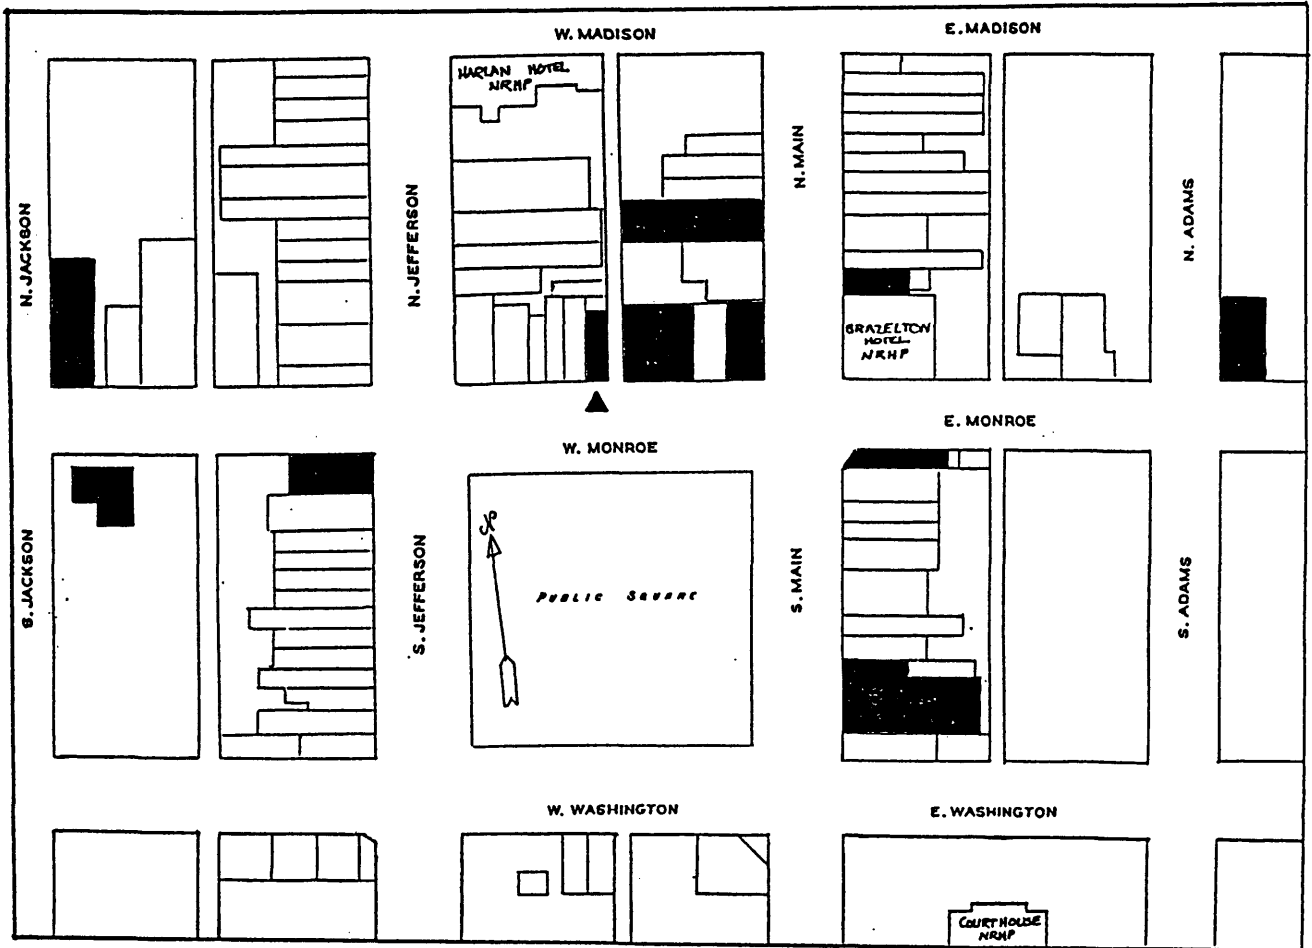 W. MADISON
E. MADISON
HARLAN HOTEL
NRHP
N. JACKSON
N. JEFFERSON
N. MAIN
N. ADAMS
BRAZELTON
HOTEL
NRHP
W. MONROE
E. MONROE
S. JACKSON
S. JEFFERSON
N
PUBLIC SQUARE
S. MAIN
S. ADAMS
W. WASHINGTON
E. WASHINGTON
COURTHOUSE
NRHP